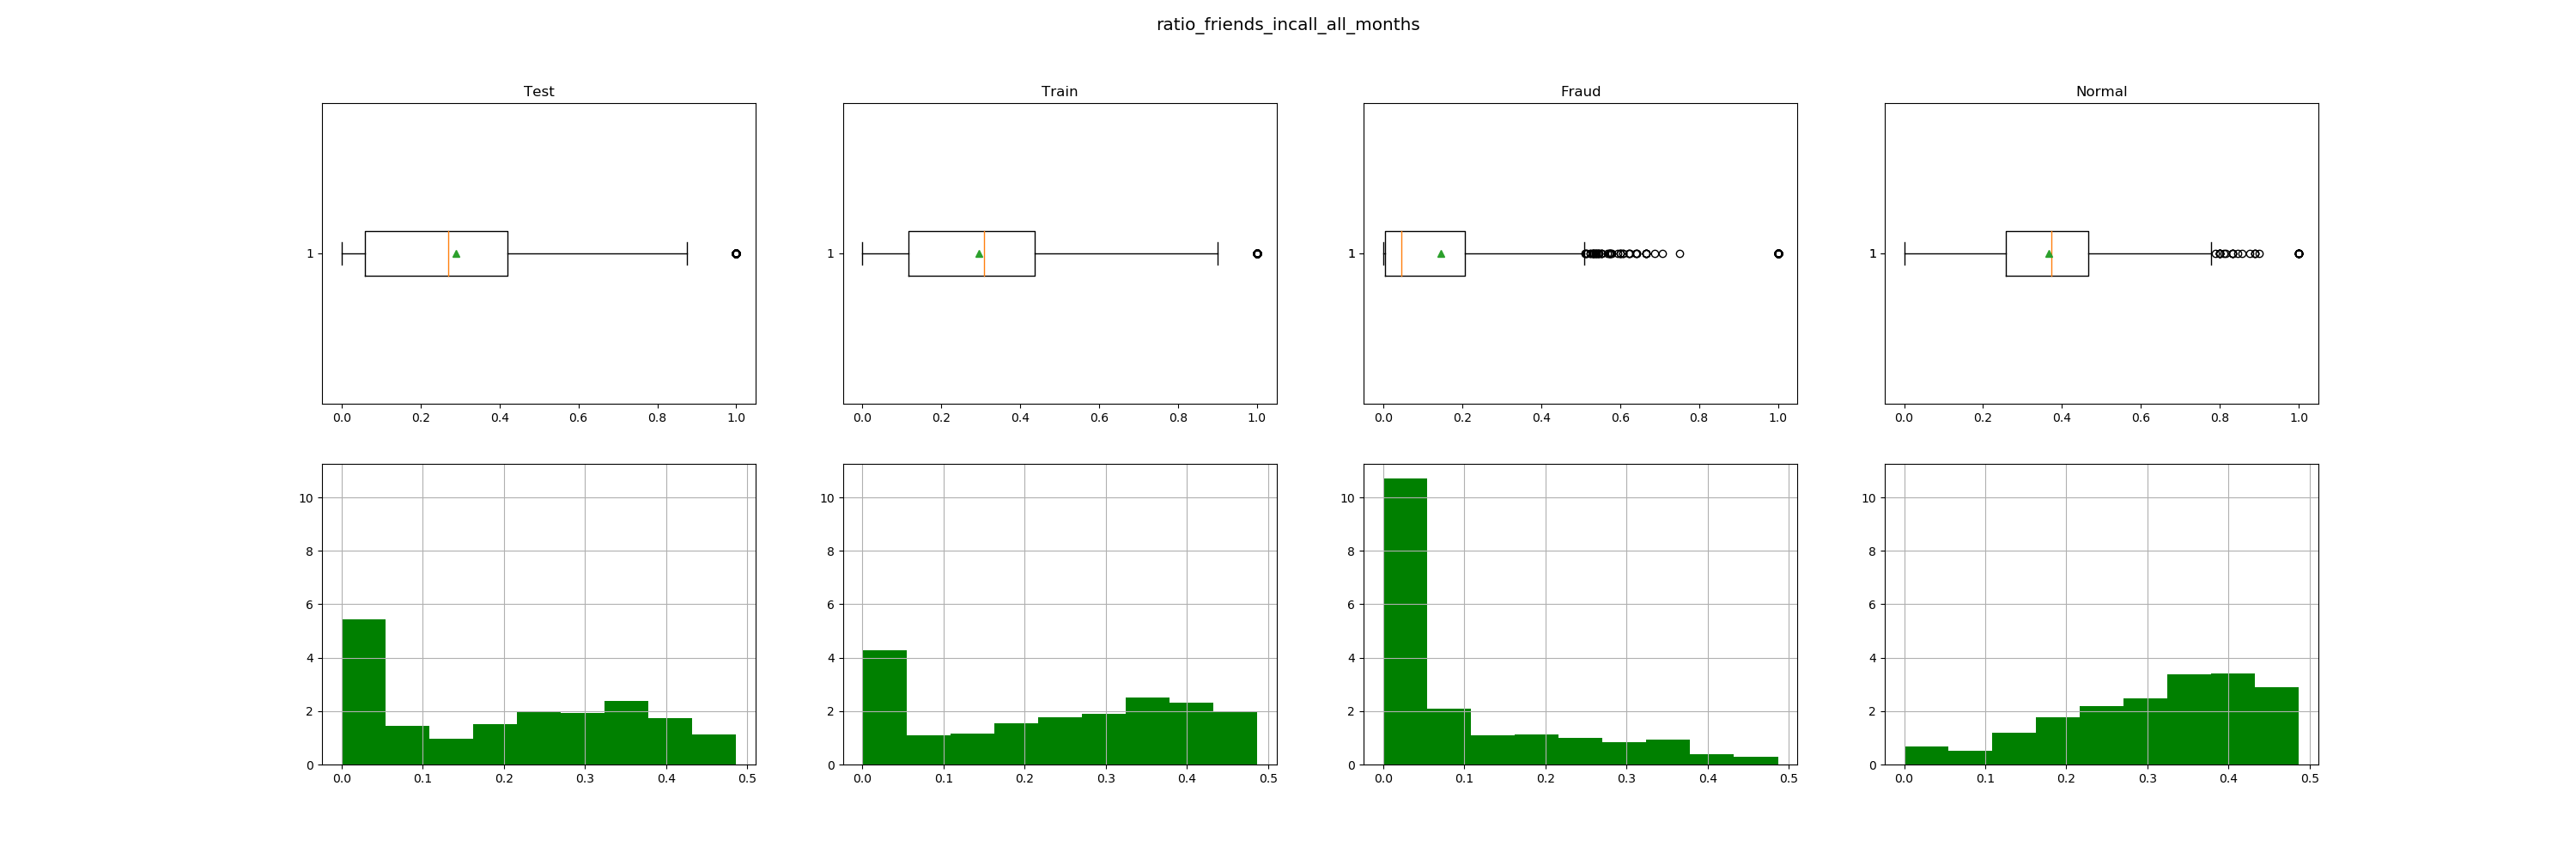 ratio_friends_incall_all_months
Test Train Fraud Normal
1 1 1 1
0.0 0.2 0.4 0.6 0.8 1.0 0.0 0.2 0.4 0.6 0.8 1.0 0.0 0.2 0.4 0.6 0.8 1.0 0.0 0.2 0.4 0.6 0.8 1.0
10 10 10 10
8 8 8 8
6 6 6 6
4 4 4 4
2 2 2 2
0 0 0 0
0.0 0.1 0.2 0.3 0.4 0.5 0.0 0.1 0.2 0.3 0.4 0.5 0.0 0.1 0.2 0.3 0.4 0.5 0.0 0.1 0.2 0.3 0.4 0.5